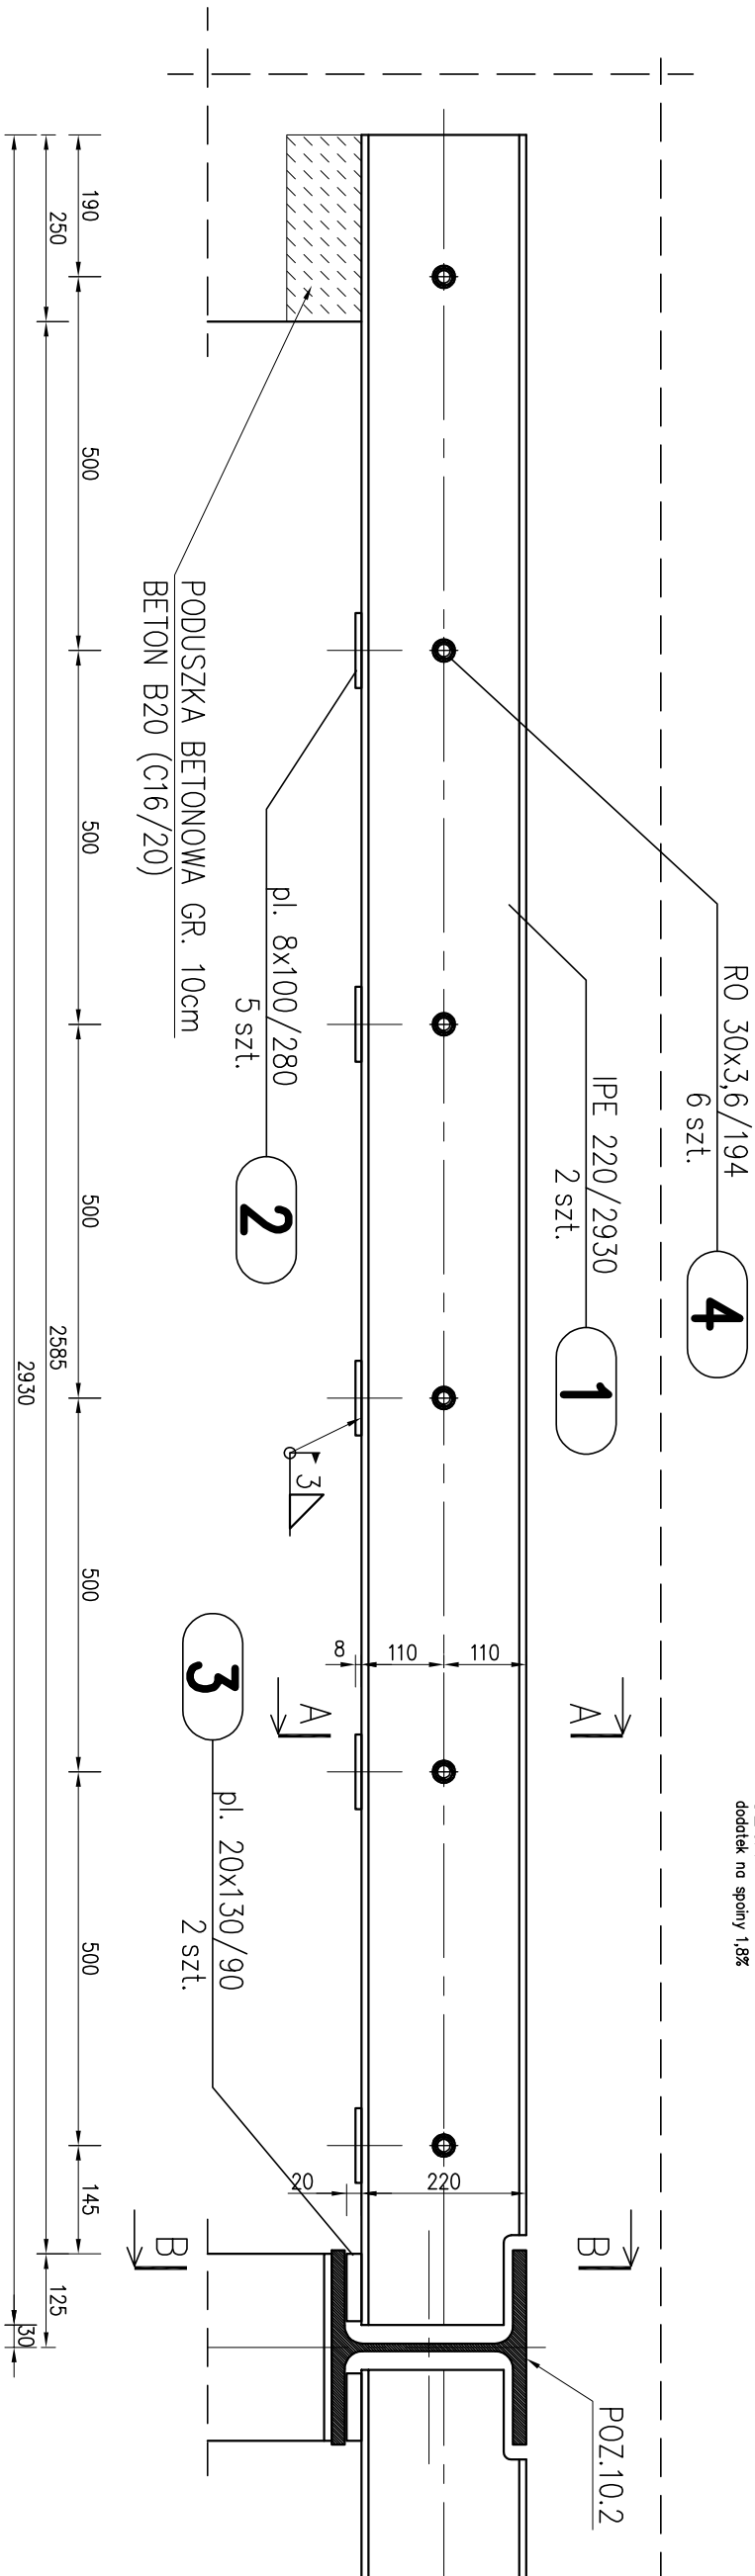 dodatek na spoiny 1,8%
RO 30x3,6/194
6 szt.
4
IPE 220/2930
2 szt.
1
POZ.10.2
A
A
B
B
110
110
8
220
20
3
pl. 8x100/280
5 szt.
2
pl. 20x130/90
2 szt.
3
PODUSZKA BETONOWA GR. 10cm
BETON B20 (C16/20)
190
500
500
500
500
500
145
250
2585
125
2930
30